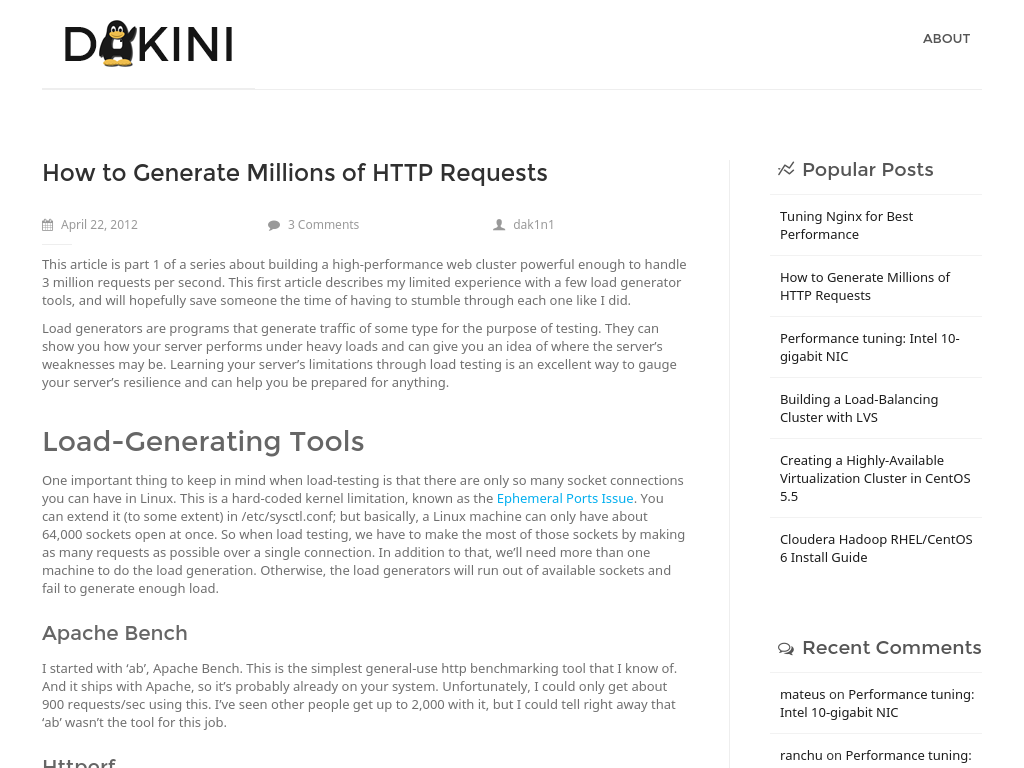 DAKINI
ABOUT
How to Generate Millions of HTTP Requests
April 22, 2012
3 Comments
dak1n1
This article is part 1 of a series about building a high-performance web cluster powerful enough to handle
3 million requests per second. This first article describes my limited experience with a few load generator
tools, and will hopefully save someone the time of having to stumble through each one like I did.
Load generators are programs that generate traffic of some type for the purpose of testing. They can
show you how your server performs under heavy loads and can give you an idea of where the server’s
weaknesses may be. Learning your server’s limitations through load testing is an excellent way to gauge
your server’s resilience and can help you be prepared for anything.
Load-Generating Tools
One important thing to keep in mind when load-testing is that there are only so many socket connections
you can have in Linux. This is a hard-coded kernel limitation, known as the Ephemeral Ports Issue. You
can extend it (to some extent) in /etc/sysctl.conf; but basically, a Linux machine can only have about
64,000 sockets open at once. So when load testing, we have to make the most of those sockets by making
as many requests as possible over a single connection. In addition to that, we’ll need more than one
machine to do the load generation. Otherwise, the load generators will run out of available sockets and
fail to generate enough load.
Apache Bench
I started with ‘ab’, Apache Bench. This is the simplest general-use http benchmarking tool that I know of.
And it ships with Apache, so it’s probably already on your system. Unfortunately, I could only get about
900 requests/sec using this. I’ve seen other people get up to 2,000 with it, but I could tell right away that
‘ab’ wasn’t the tool for this job.
Httperf
Popular Posts
Tuning Nginx for Best
Performance
How to Generate Millions of
HTTP Requests
Performance tuning: Intel 10-
gigabit NIC
Building a Load-Balancing
Cluster with LVS
Creating a Highly-Available
Virtualization Cluster in CentOS
5.5
Cloudera Hadoop RHEL/CentOS
6 Install Guide
Recent Comments
mateus on Performance tuning:
Intel 10-gigabit NIC
ranchu on Performance tuning: